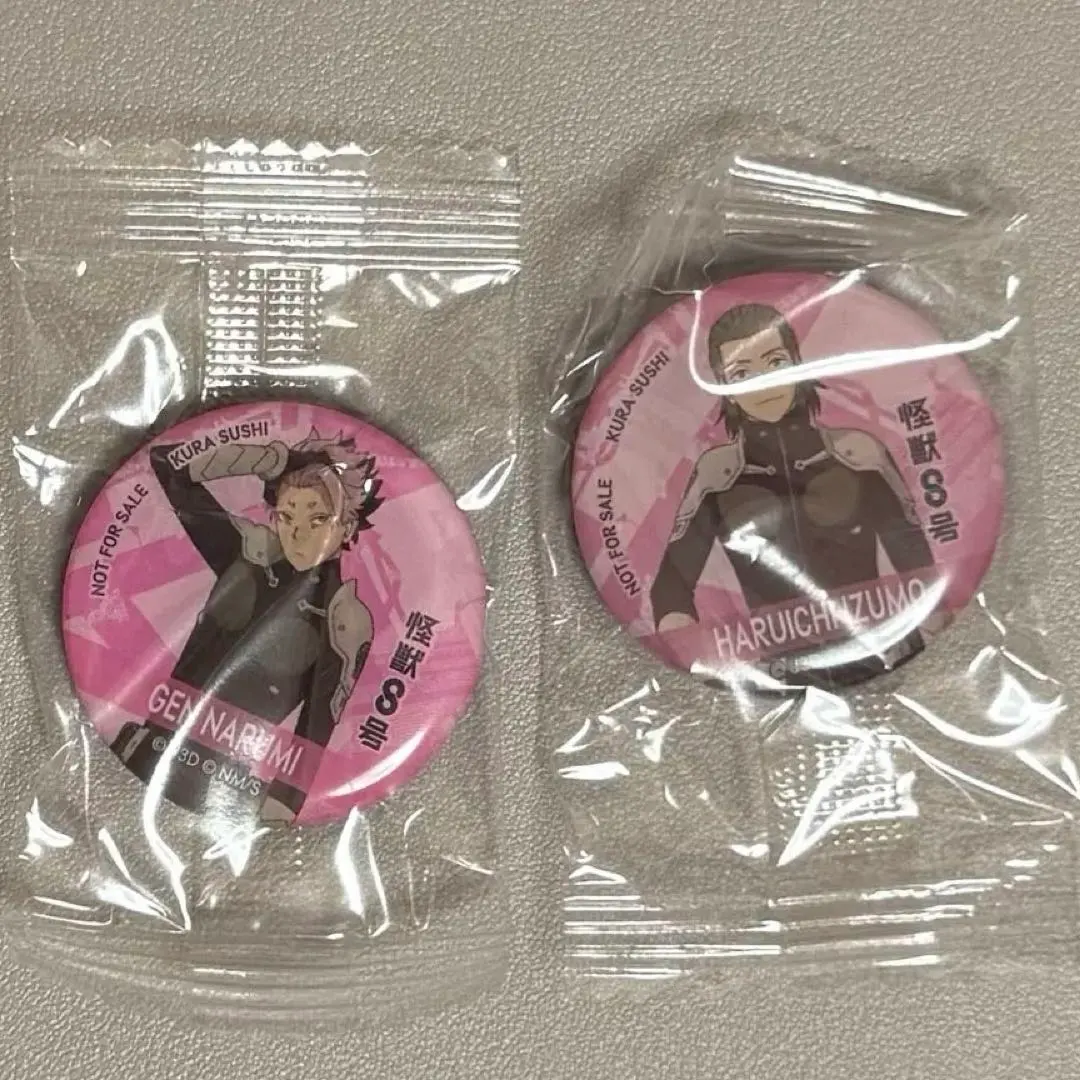 KURA SUSHI
NOT FOR SALE
怪獣8号
GEN NARUMI
© NM/S
KURA SUSHI
NOT FOR SALE
怪獣8号
HARUICHI IZUMO